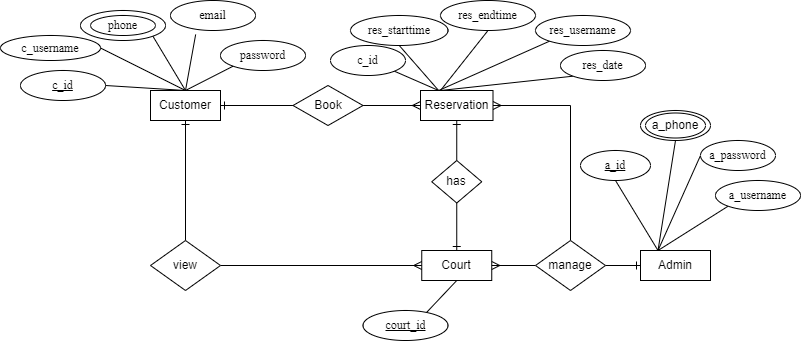 email
res_endtime
phone
res_starttime
res_username
c_username
password
c_id
res_date
c_id
Customer
Book
Reservation
a_phone
a_password
a_id
has
a_username
view
Court
manage
Admin
court_id